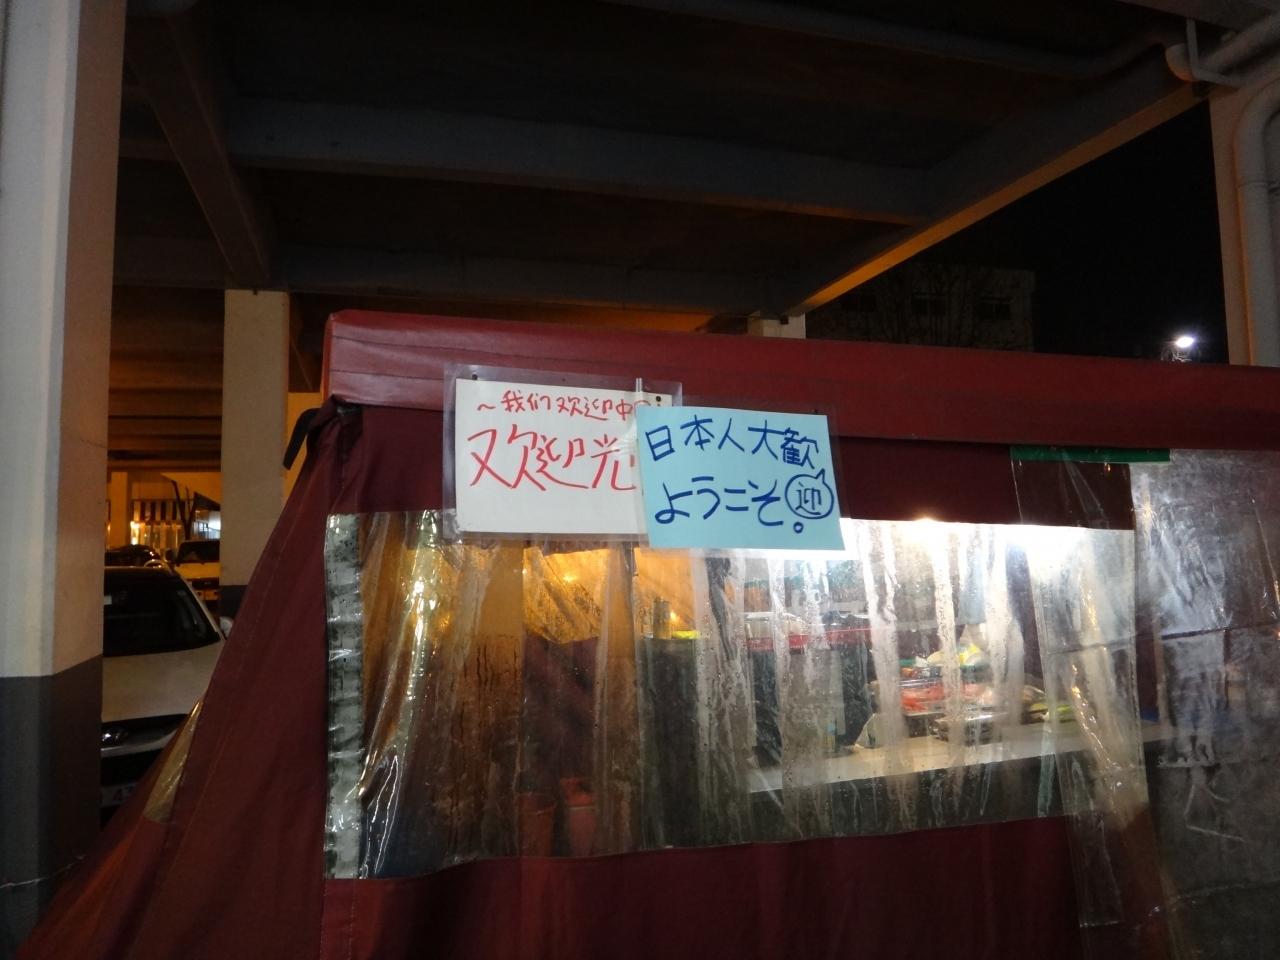 ~我们欢迎中
欢迎光
日本人大歓
ようこそ!
迎